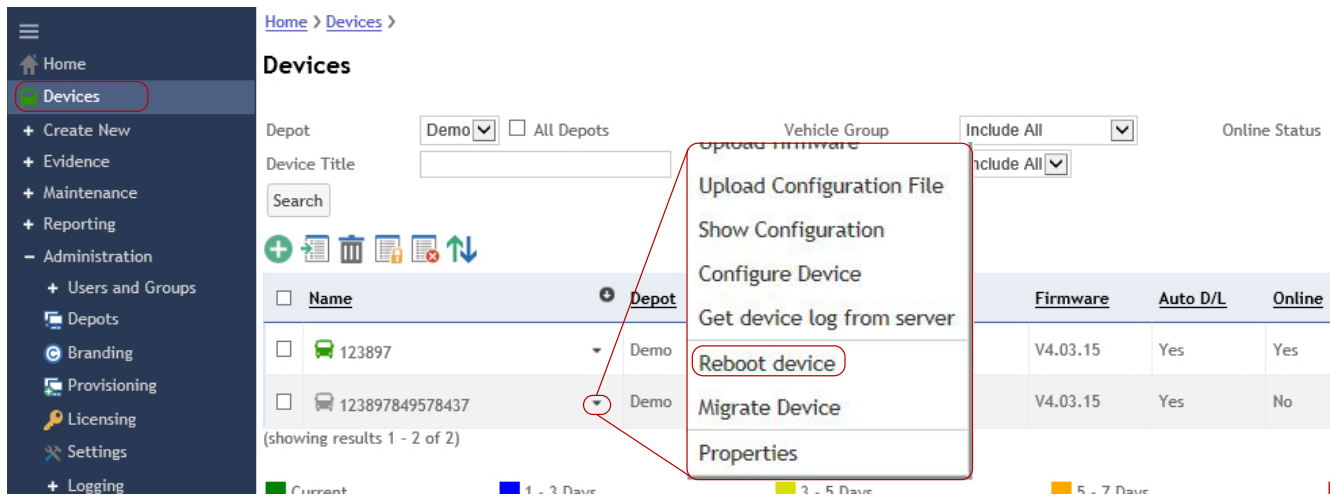 Home > Devices >
Home
Devices
Create New
Evidence
Maintenance
Reporting
Administration
Users and Groups
Depots
Branding
Provisioning
Licensing
Settings
Logging
Devices
Depot Demo All Depots Vehicle Group Include All Online Status
Device Title Include All
Search
Name Depot Firmware Auto D/L Online
123897 Demo V4.03.15 Yes Yes
123897849578437 Demo V4.03.15 Yes No
(showing results 1 - 2 of 2)
Upload firmware
Upload Configuration File
Show Configuration
Configure Device
Get device log from server
Reboot device
Migrate Device
Properties
Current 1 - 3 Days 3 - 5 Days 5 - 7 Days